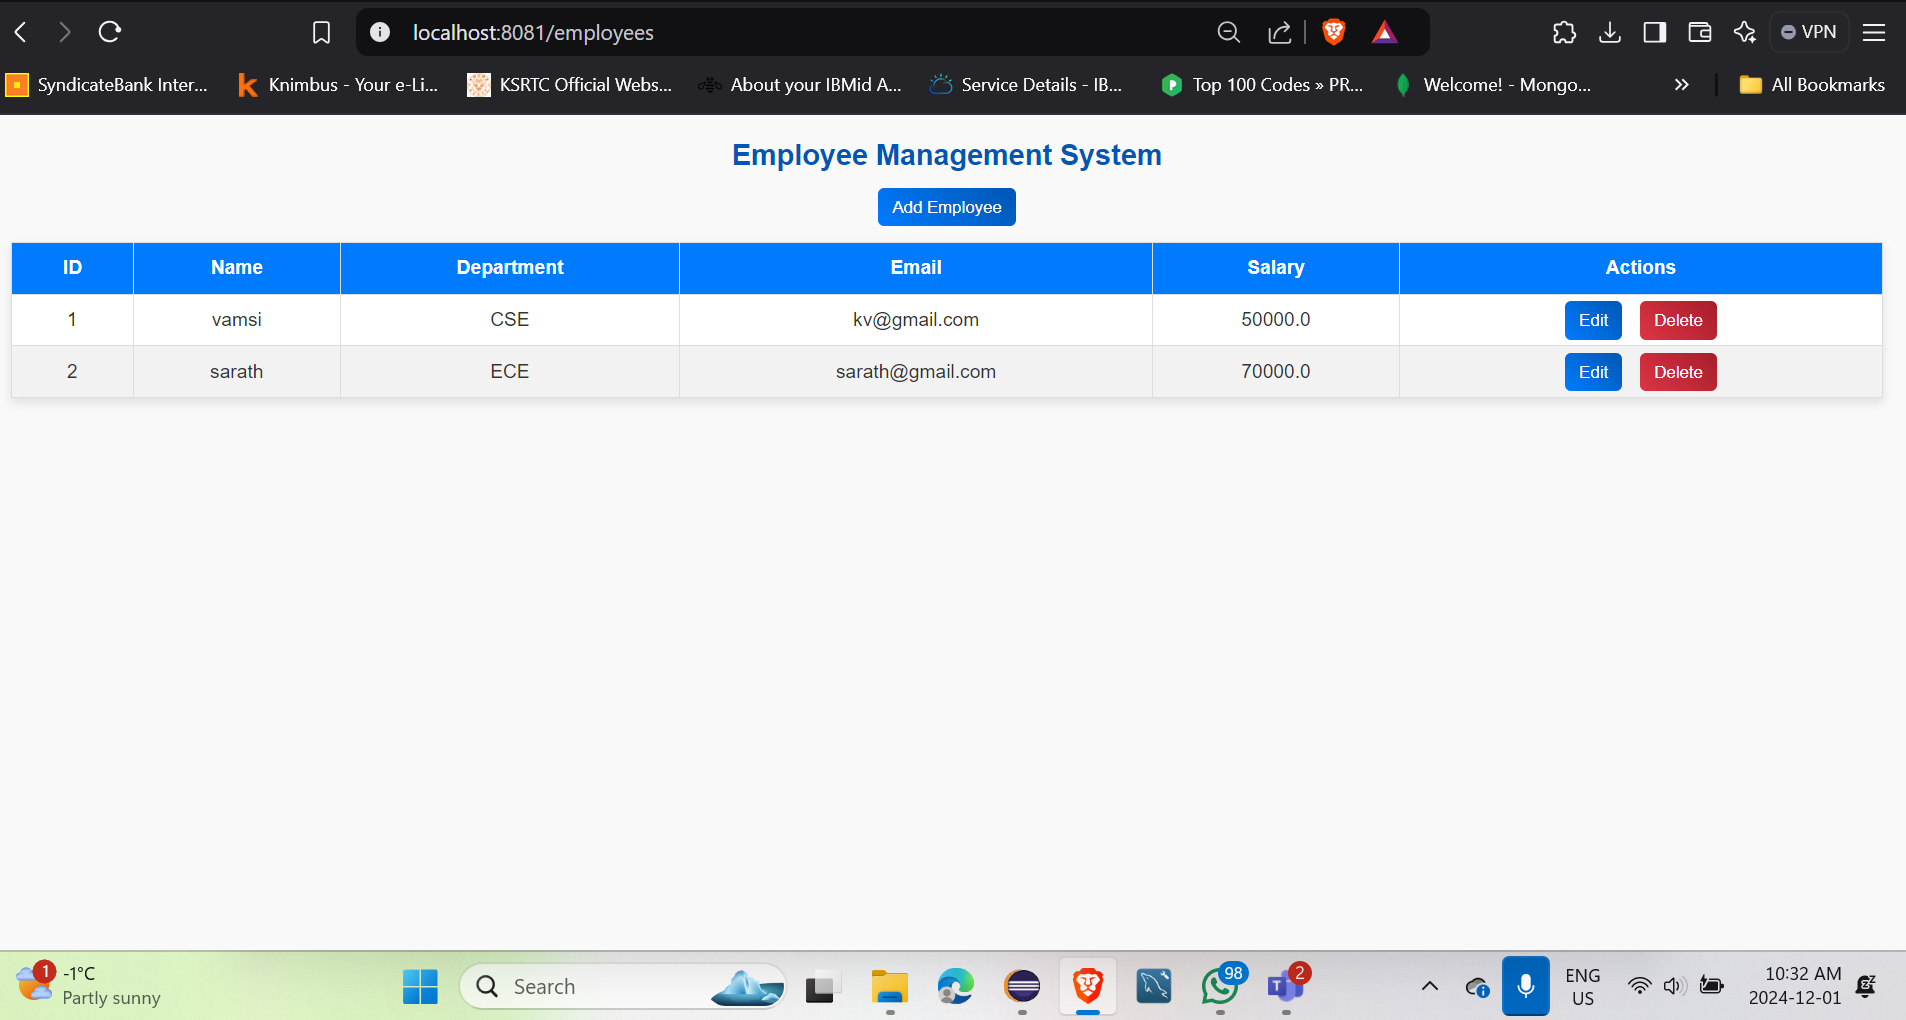 localhost:8081/employees
VPN
SyndicateBank Inter...
Knimbus - Your e-Li...
KSRTC Official Webs...
About your IBMid A...
Service Details - IB...
Top 100 Codes » PR...
Welcome! - Mongo...
All Bookmarks
Employee Management System
Add Employee
ID Name Department Email Salary Actions
1 vamsi CSE kv@gmail.com 50000.0 Edit Delete
2 sarath ECE sarath@gmail.com 70000.0 Edit Delete
1
-1°C
Partly sunny
Search
98
2
ENG
US
10:32 AM
2024-12-01